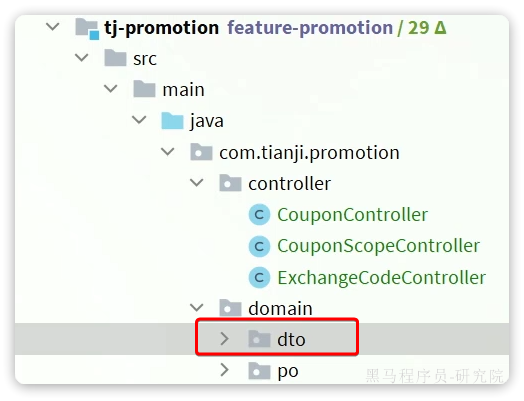 tj-promotion feature-promotion / 29 Δ
src
main
java
com.tianji.promotion
controller
C CouponController
C CouponScopeController
C ExchangeCodeController
domain
dto
po
黑马程序员-研究院